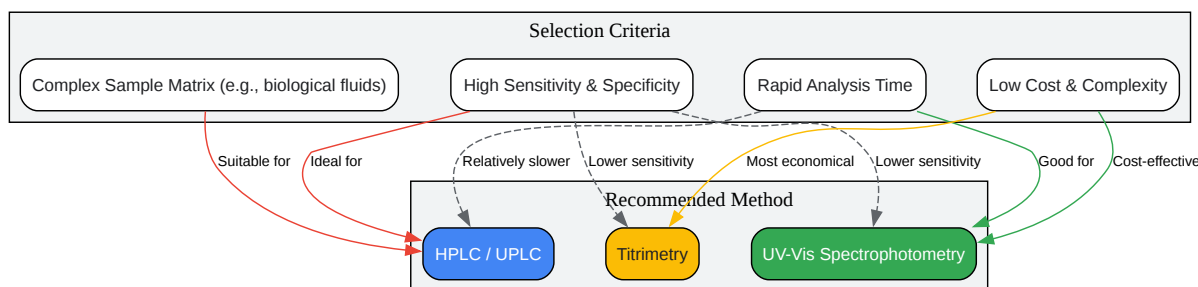 Selection Criteria
Complex Sample Matrix (e.g., biological fluids)
High Sensitivity & Specificity
Rapid Analysis Time
Low Cost & Complexity
Suitable for
Ideal for
Relatively slower
Lower sensitivity
Most economical
Lower sensitivity
Good for
Cost-effective
Recommended Method
HPLC / UPLC
Titrimetry
UV-Vis Spectrophotometry